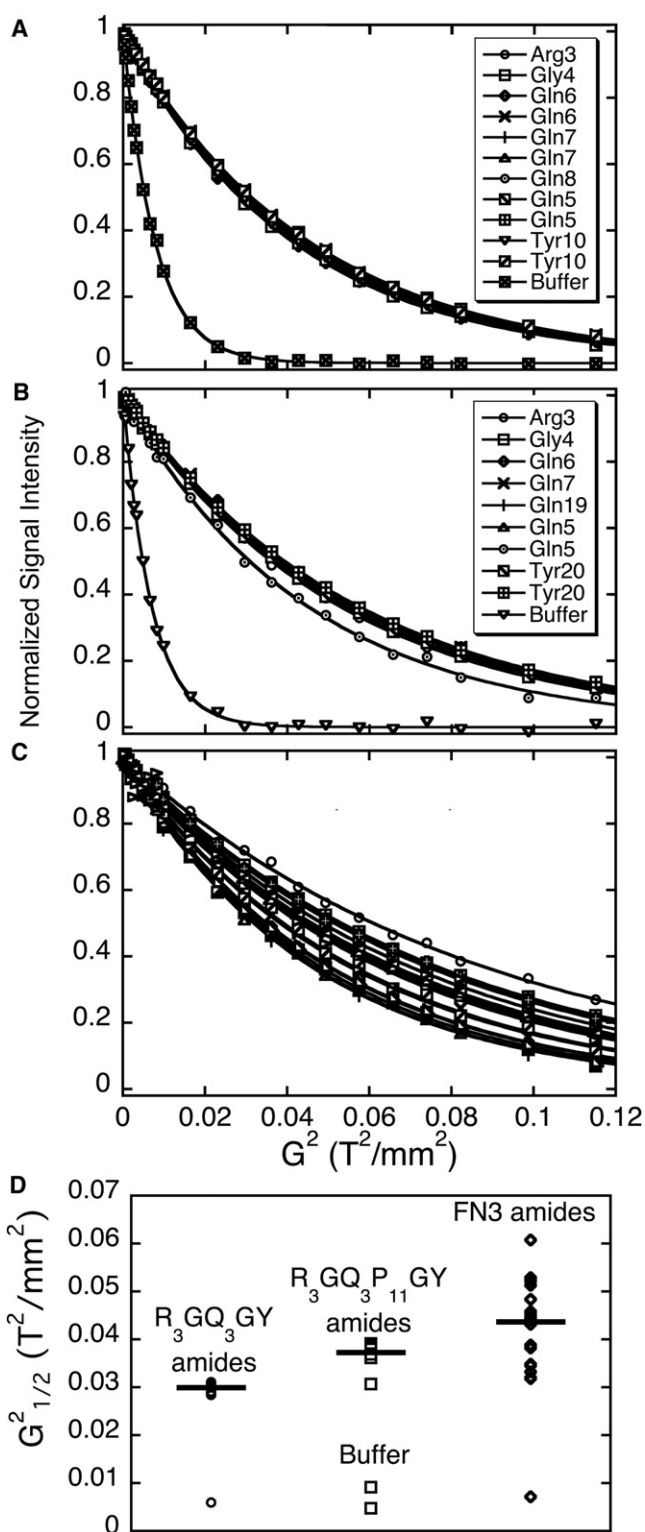 A
1
0.8
0.6
0.4
0.2
0
Arg3
Gly4
Gln6
Gln6
Gln7
Gln7
Gln8
Gln5
Gln5
Tyr10
Tyr10
Buffer
B
Normalized Signal Intensity
1
0.8
0.6
0.4
0.2
0
Arg3
Gly4
Gln6
Gln7
Gln19
Gln5
Gln5
Tyr20
Tyr20
Buffer
C
1
0.8
0.6
0.4
0.2
0
0 0.02 0.04 0.06 0.08 0.1 0.12
G² (T²/mm²)
D
G²₁/₂ (T²/mm²)
0.07
0.06
0.05
0.04
0.03
0.02
0.01
0
R₃GQ₃GY
amides
R₃GQ₃P₁₁GY
amides
FN3 amides
Buffer